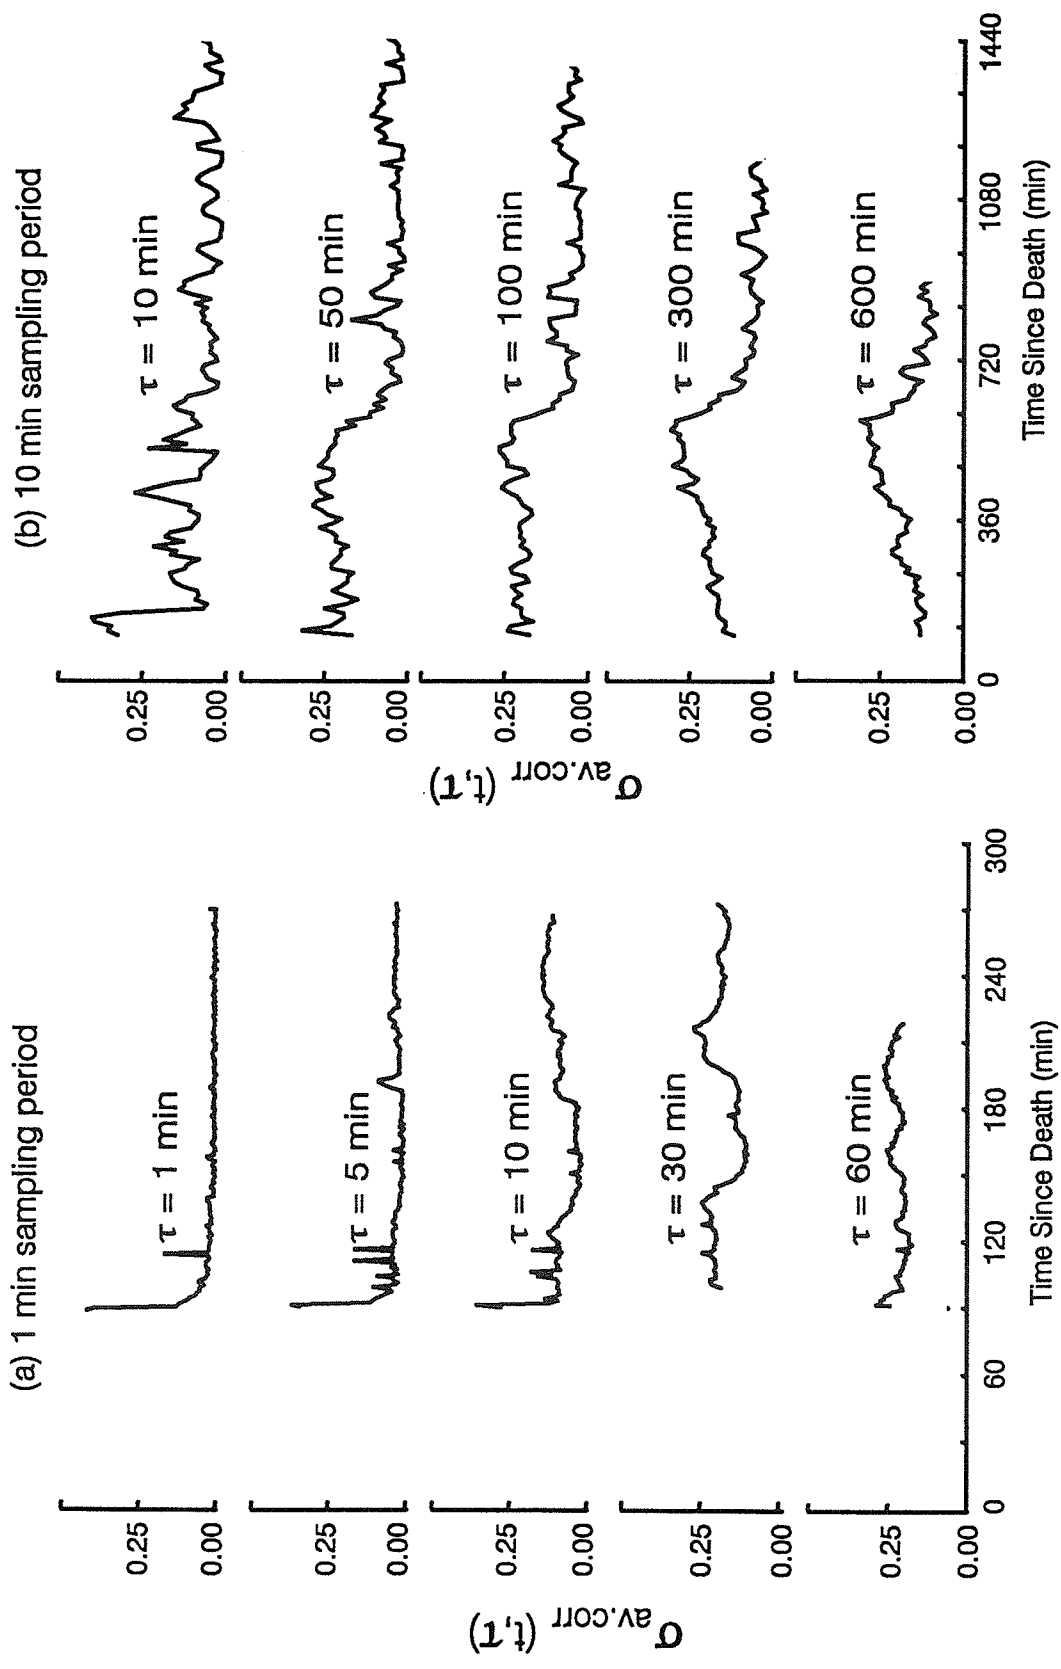 (a) 1 min sampling period
τ = 1 min
0.25
0.00
τ = 5 min
0.25
0.00
τ = 10 min
0.25
0.00
τ = 30 min
0.25
0.00
τ = 60 min
0.25
0.00
σav.corr (t,τ)
0 60 120 180 240 300
Time Since Death (min)
(b) 10 min sampling period
τ = 10 min
0.25
0.00
τ = 50 min
0.25
0.00
τ = 100 min
0.25
0.00
τ = 300 min
0.25
0.00
τ = 600 min
0.25
0.00
σav.corr (t,τ)
0 360 720 1080 1440
Time Since Death (min)